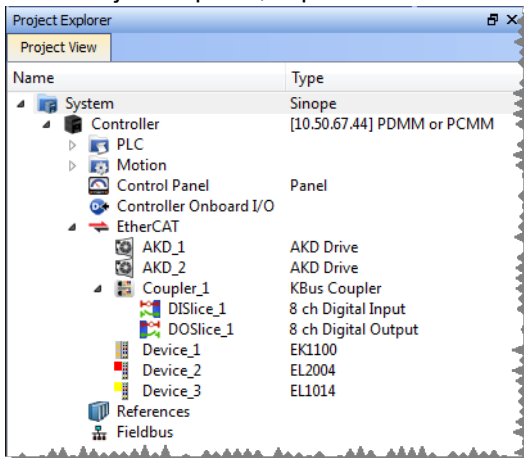 Project Explorer
Project View
Name Type
System Sinope
Controller [10.50.67.44] PDMM or PCMM
PLC
Motion
Control Panel Panel
Controller Onboard I/O
EtherCAT
AKD_1 AKD Drive
AKD_2 AKD Drive
Coupler_1 KBus Coupler
DISlice_1 8 ch Digital Input
DOSlice_1 8 ch Digital Output
Device_1 EK1100
Device_2 EL2004
Device_3 EL1014
References
Fieldbus